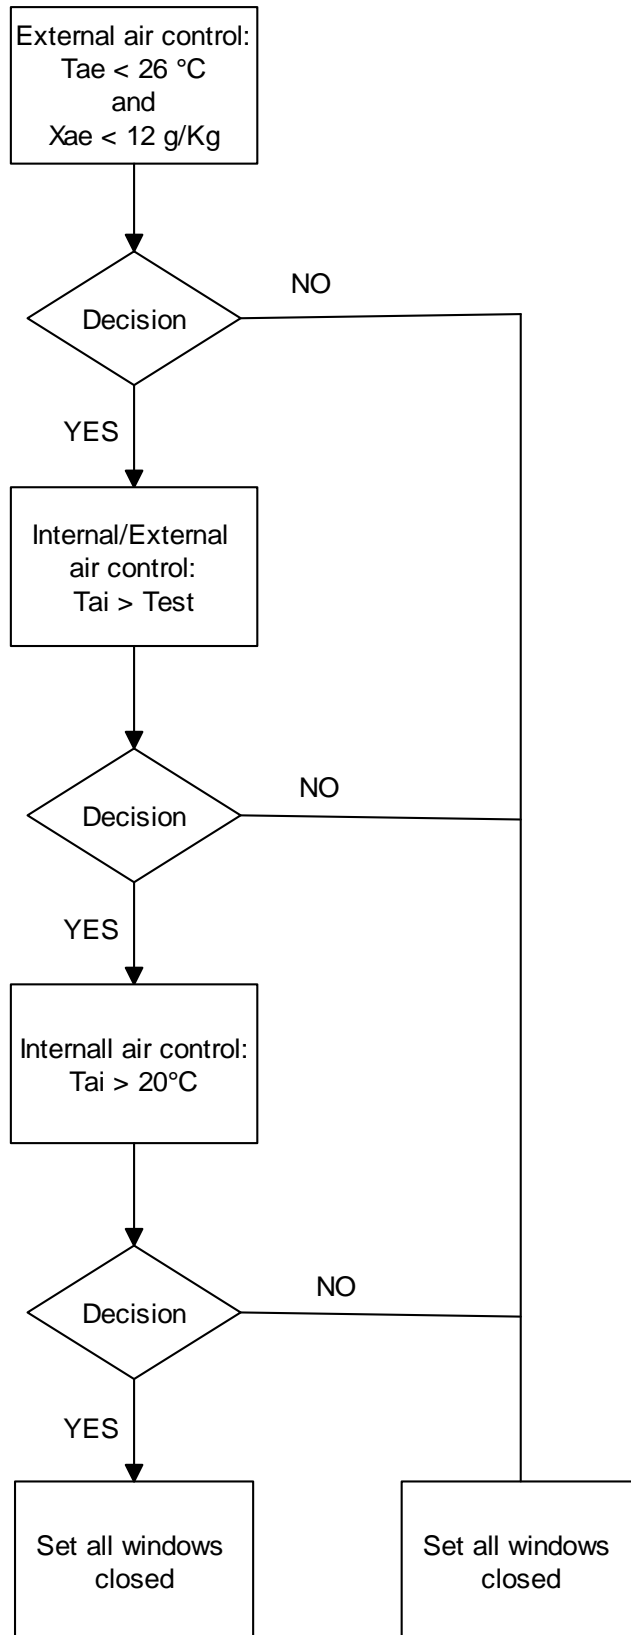 External air control:
Tae < 26 °C
and
Xae < 12 g/Kg
Decision
NO
YES
Internal/External
air control:
Tai > Test
Decision
NO
YES
Internall air control:
Tai > 20°C
Decision
NO
YES
Set all windows
closed
Set all windows
closed